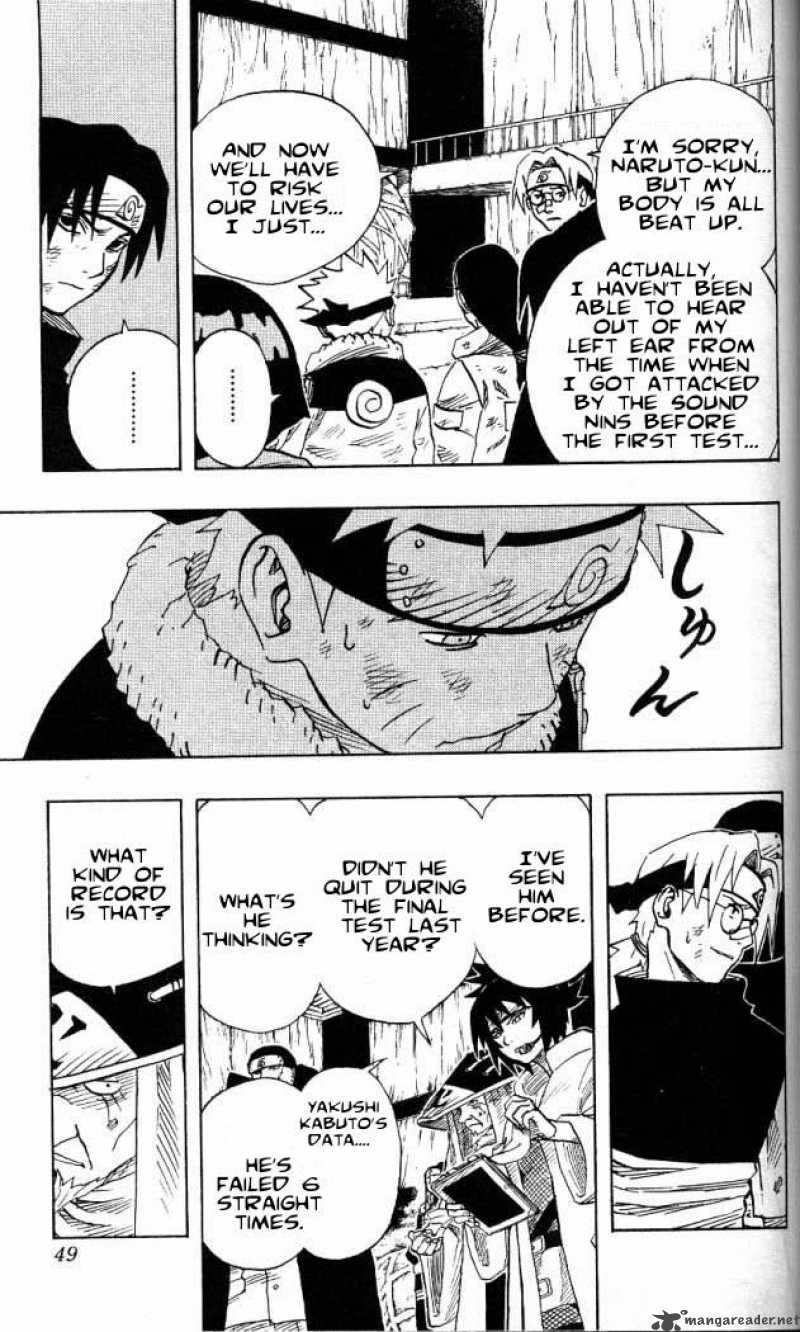 I'M SORRY,
NARUTO-KUN...
BUT MY
BODY IS ALL
BEAT UP.
ACTUALLY,
I HAVEN'T BEEN
ABLE TO HEAR
OUT OF MY
LEFT EAR FROM
THE TIME WHEN
I GOT ATTACKED
BY THE SOUND
NINS BEFORE
THE FIRST TEST...
AND NOW
WE'LL HAVE
TO RISK
OUR LIVES...
I JUST...
..........
..........
しゅん
I'VE
SEEN
HIM
BEFORE.
DIDN'T HE
QUIT DURING
THE FINAL
TEST LAST
YEAR?
WHAT'S
HE
THINKING?
YAKUSHI
KABUTO'S
DATA....
HE'S
FAILED 6
STRAIGHT
TIMES.
WHAT
KIND OF
RECORD
IS THAT?
49
mangareader.net